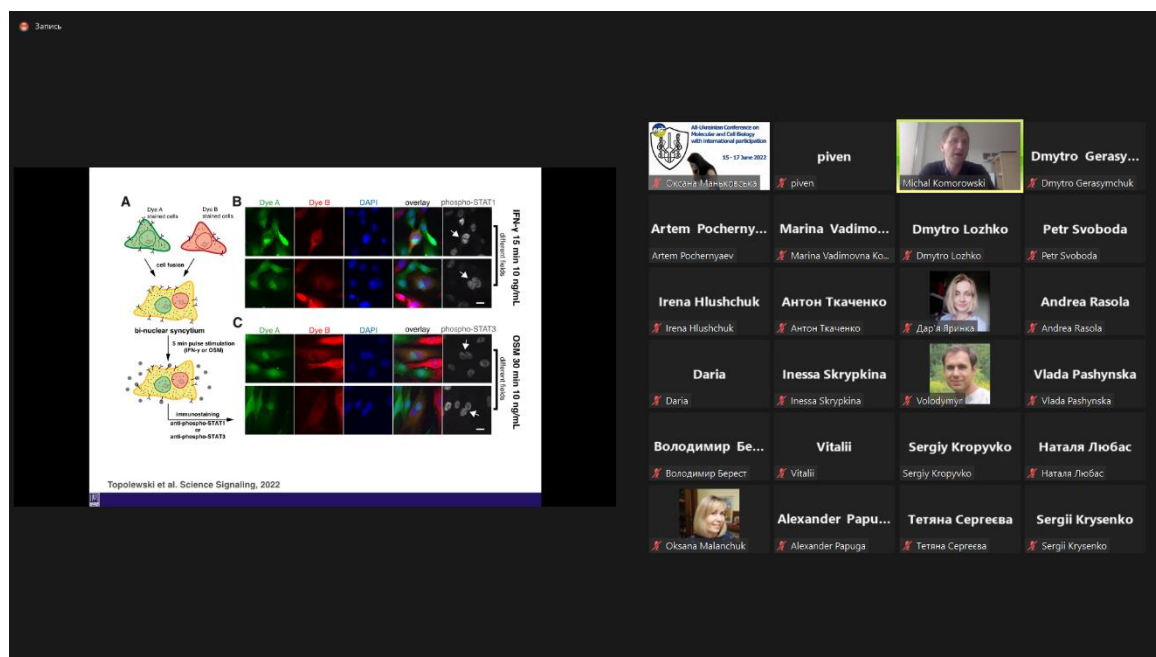 Запись
A
Dye A
stained cells
Dye B
stained cells
cell fusion
bi-nuclear syncytium
5 min pulse stimulation
(IFN-γ or OSM)
immunostaining
anti-phospho-STAT1
or
anti-phospho-STAT3
B
Dye A
Dye B
DAPI
overlay
phospho-STAT1
different fields
IFN-γ 15 min 10 ng/mL
C
Dye A
Dye B
DAPI
overlay
phospho-STAT3
different fields
OSM 30 min 10 ng/mL
Topolewski et al. Science Signaling, 2022
All-Ukrainian Conference on
Molecular and Cell Biology
with international participation
15 - 17 June 2022
Оксана Маньковська
piven
piven
Michal Komorowski
Dmytro Gerasy...
Dmytro Gerasymchuk
Artem Pocherny...
Artem Pochernyaev
Marina Vadimo...
Marina Vadimovna Ko...
Dmytro Lozhko
Dmytro Lozhko
Petr Svoboda
Petr Svoboda
Irena Hlushchuk
Irena Hlushchuk
Антон Ткаченко
Антон Ткаченко
Дар'я Яринка
Andrea Rasola
Andrea Rasola
Daria
Daria
Inessa Skrypkina
Inessa Skrypkina
Volodymyr
Vlada Pashynska
Vlada Pashynska
Володимир Бе...
Володимир Берест
Vitalii
Vitalii
Sergiy Kropyvko
Sergiy Kropyvko
Наталя Любас
Наталя Любас
Oksana Malanchuk
Alexander Papu...
Alexander Papuga
Тетяна Сергеєва
Тетяна Сергеєва
Sergii Krysenko
Sergii Krysenko